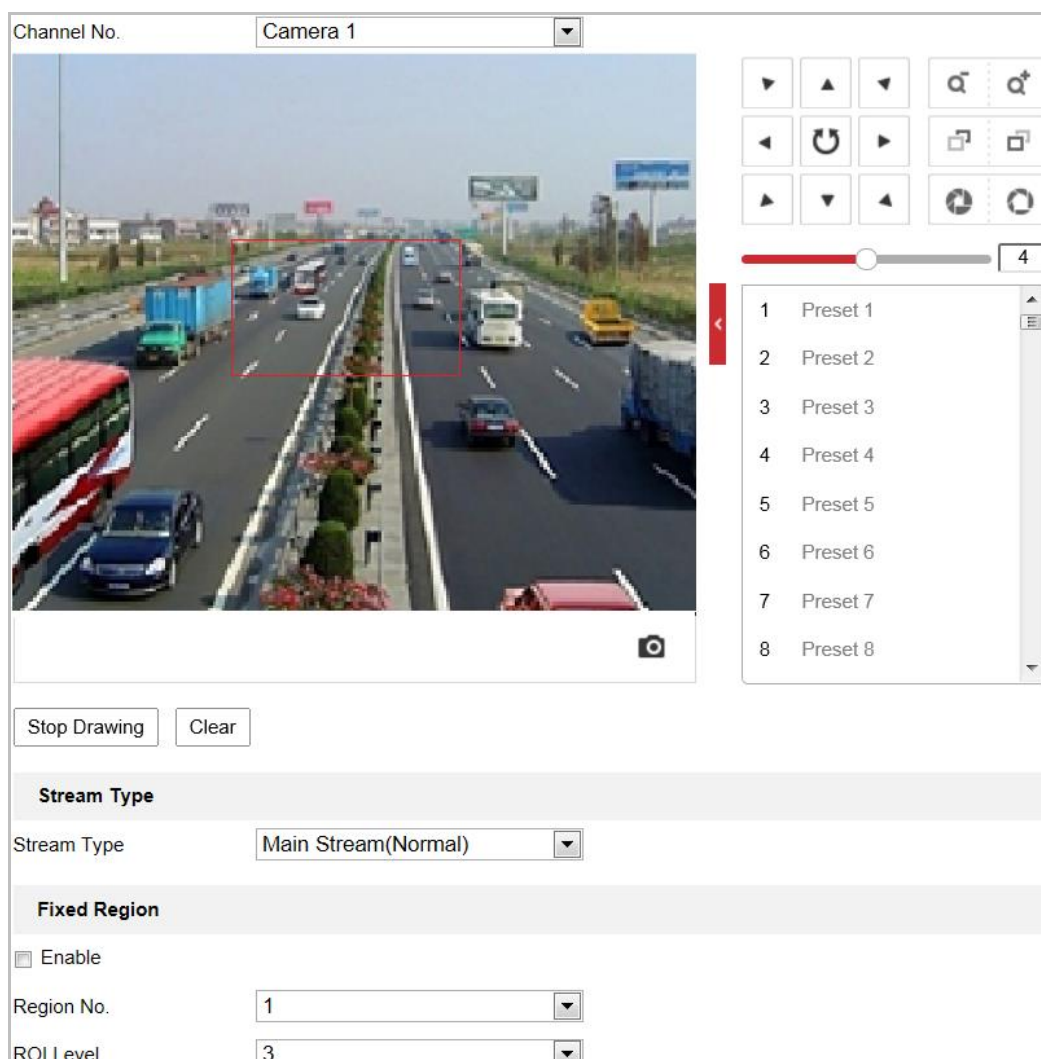 Channel No. Camera 1
4
1 Preset 1
2 Preset 2
3 Preset 3
4 Preset 4
5 Preset 5
6 Preset 6
7 Preset 7
8 Preset 8
Stop Drawing Clear
Stream Type
Stream Type Main Stream(Normal)
Fixed Region
Enable
Region No. 1
ROI Level 3